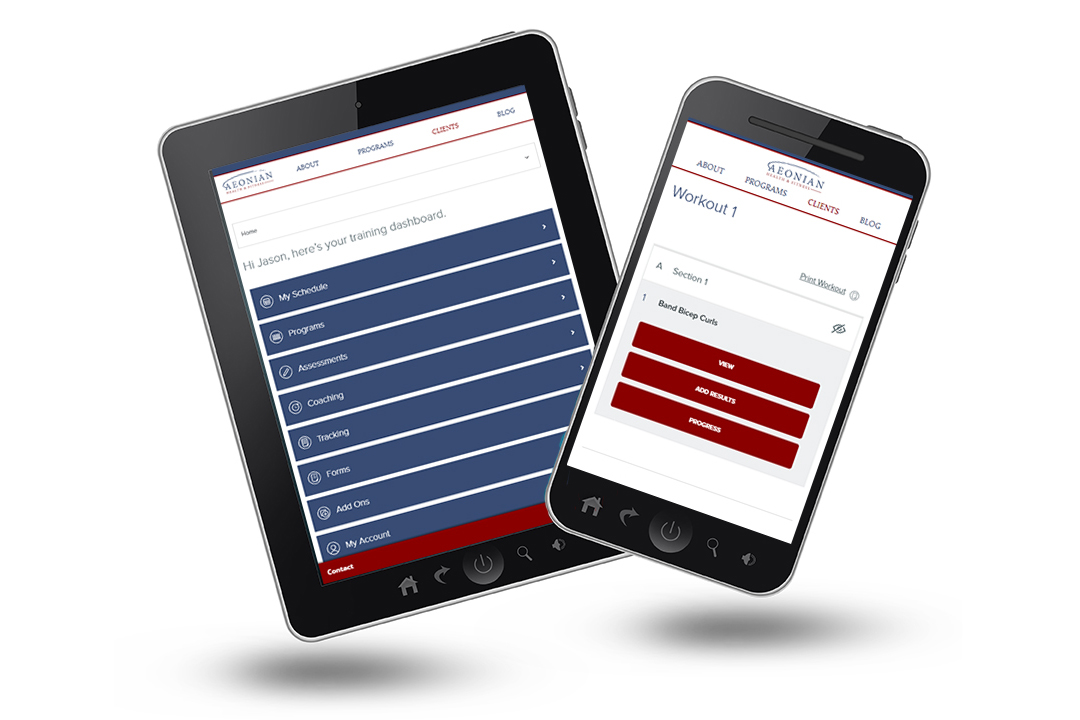 ABOUT
PROGRAMS
CLIENTS
BLOG
AEONIAN
HEALTH & FITNESS
Home
Hi Jason, here's your training dashboard.
My Schedule
Programs
Assessments
Coaching
Tracking
Forms
Add Ons
My Account
Contact
ABOUT
AEONIAN
HEALTH & FITNESS
PROGRAMS
CLIENTS
BLOG
Workout 1
Print Workout
A Section 1
1 Band Bicep Curls
VIEW
ADD RESULTS
PROGRESS